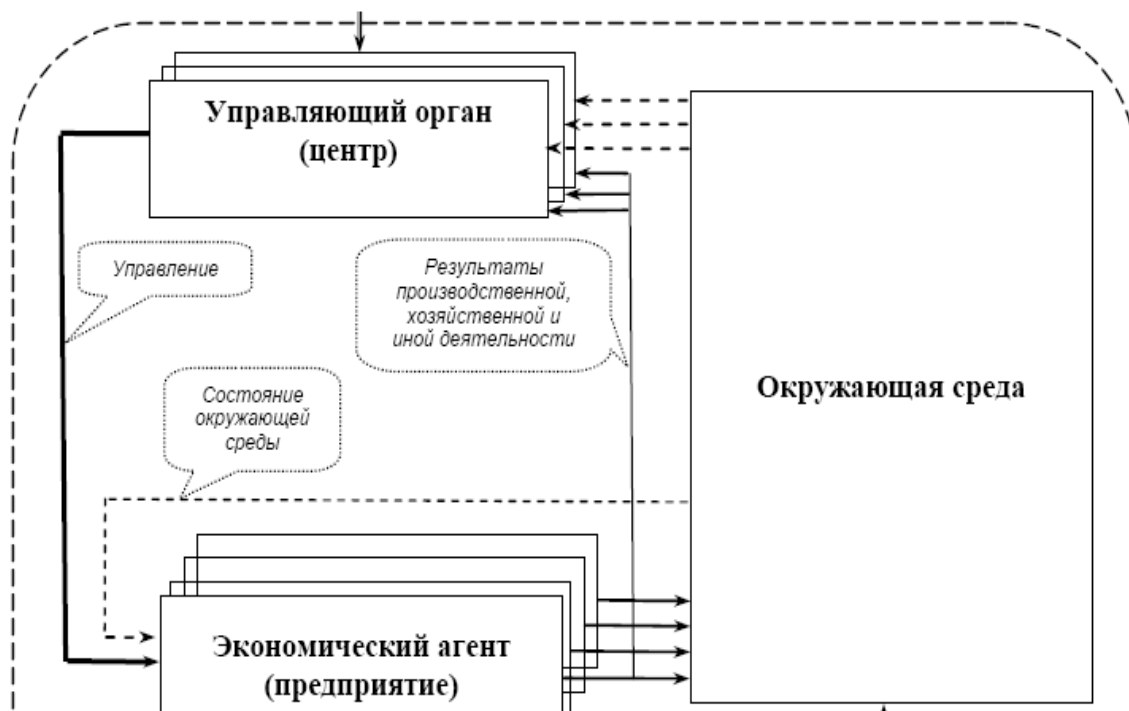 Управляющий орган
(центр)
Управление
Результаты
производственной,
хозяйственной и
иной деятельности
Состояние
окружающей
среды
Окружающая среда
Экономический агент
(предприятие)